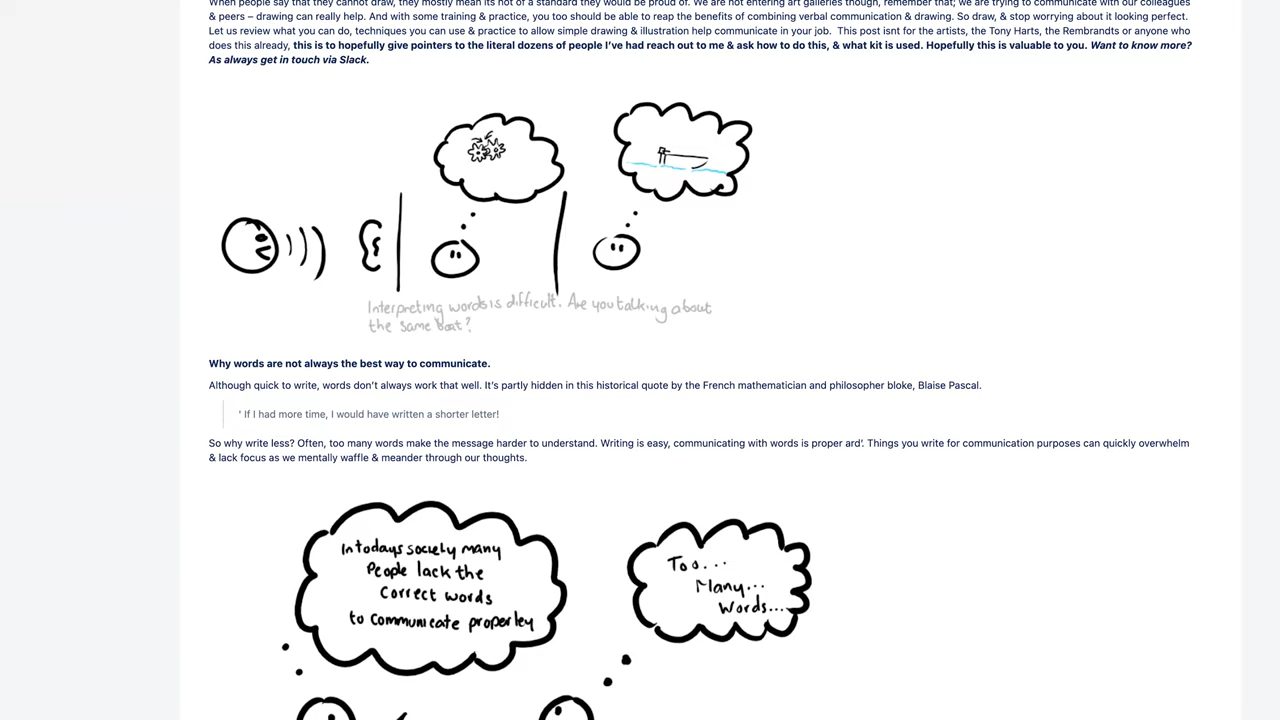 When people say that they cannot draw, they mostly mean its not of a standard they would be proud of. We are not entering art galleries though, remember that; we are trying to communicate with our colleagues
& peers – drawing can really help. And with some training & practice, you too should be able to reap the benefits of combining verbal communication & drawing. So draw, & stop worrying about it looking perfect.
Let us review what you can do, techniques you can use & practice to allow simple drawing & illustration help communicate in your job.  This post isnt for the artists, the Tony Harts, the Rembrandts or anyone who
does this already, this is to hopefully give pointers to the literal dozens of people I’ve had reach out to me & ask how to do this, & what kit is used. Hopefully this is valuable to you. Want to know more?
As always get in touch via Slack.
Interpreting words is difficult. Are you talking about
the same boat?
Why words are not always the best way to communicate.
Although quick to write, words don’t always work that well. It’s partly hidden in this historical quote by the French mathematician and philosopher bloke, Blaise Pascal.
' If I had more time, I would have written a shorter letter!
So why write less? Often, too many words make the message harder to understand. Writing is easy, communicating with words is proper ard’. Things you write for communication purposes can quickly overwhelm
& lack focus as we mentally waffle & meander through our thoughts.
In todays society many
People lack the
Correct words
to communicate properley
Too...
Many...
Words...